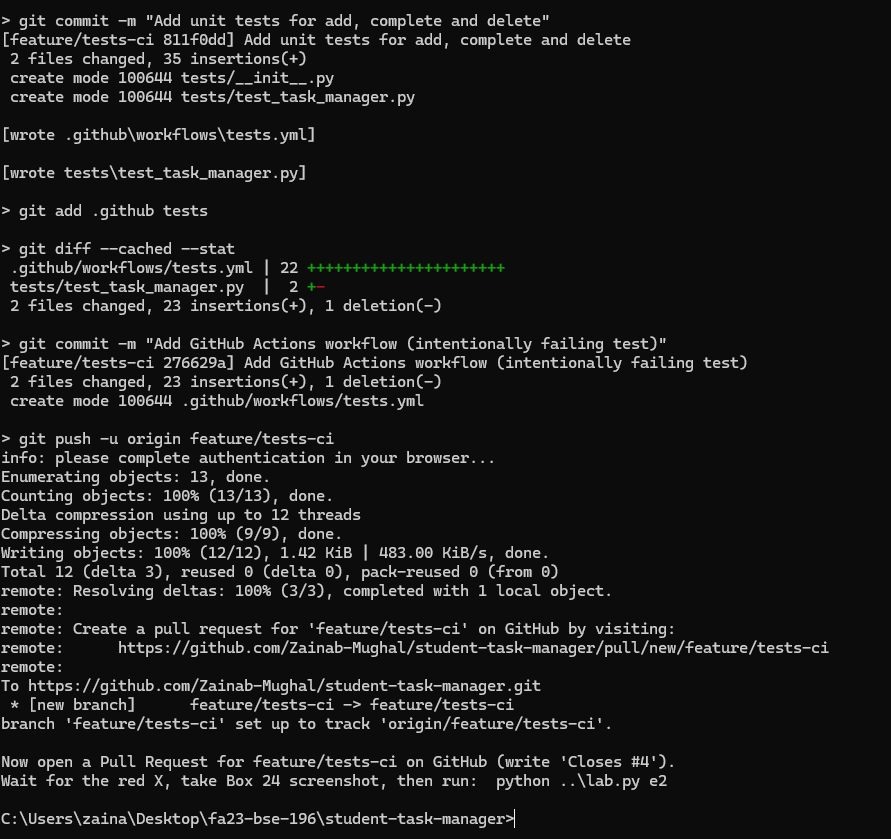 > git commit -m "Add unit tests for add, complete and delete"
[feature/tests-ci 811f0dd] Add unit tests for add, complete and delete
 2 files changed, 35 insertions(+)
 create mode 100644 tests/__init__.py
 create mode 100644 tests/test_task_manager.py

[wrote .github\workflows\tests.yml]

[wrote tests\test_task_manager.py]

> git add .github tests

> git diff --cached --stat
 .github/workflows/tests.yml | 22 ++++++++++++++++++++++
 tests/test_task_manager.py  |  2 +-
 2 files changed, 23 insertions(+), 1 deletion(-)

> git commit -m "Add GitHub Actions workflow (intentionally failing test)"
[feature/tests-ci 276629a] Add GitHub Actions workflow (intentionally failing test)
 2 files changed, 23 insertions(+), 1 deletion(-)
 create mode 100644 .github/workflows/tests.yml

> git push -u origin feature/tests-ci
info: please complete authentication in your browser...
Enumerating objects: 13, done.
Counting objects: 100% (13/13), done.
Delta compression using up to 12 threads
Compressing objects: 100% (9/9), done.
Writing objects: 100% (12/12), 1.42 KiB | 483.00 KiB/s, done.
Total 12 (delta 3), reused 0 (delta 0), pack-reused 0 (from 0)
remote: Resolving deltas: 100% (3/3), completed with 1 local object.
remote:
remote: Create a pull request for 'feature/tests-ci' on GitHub by visiting:
remote:      https://github.com/Zainab-Mughal/student-task-manager/pull/new/feature/tests-ci
remote:
To https://github.com/Zainab-Mughal/student-task-manager.git
 * [new branch]      feature/tests-ci -> feature/tests-ci
branch 'feature/tests-ci' set up to track 'origin/feature/tests-ci'.

Now open a Pull Request for feature/tests-ci on GitHub (write 'Closes #4').
Wait for the red X, take Box 24 screenshot, then run:  python ..\lab.py e2

C:\Users\zaina\Desktop\fa23-bse-196\student-task-manager>